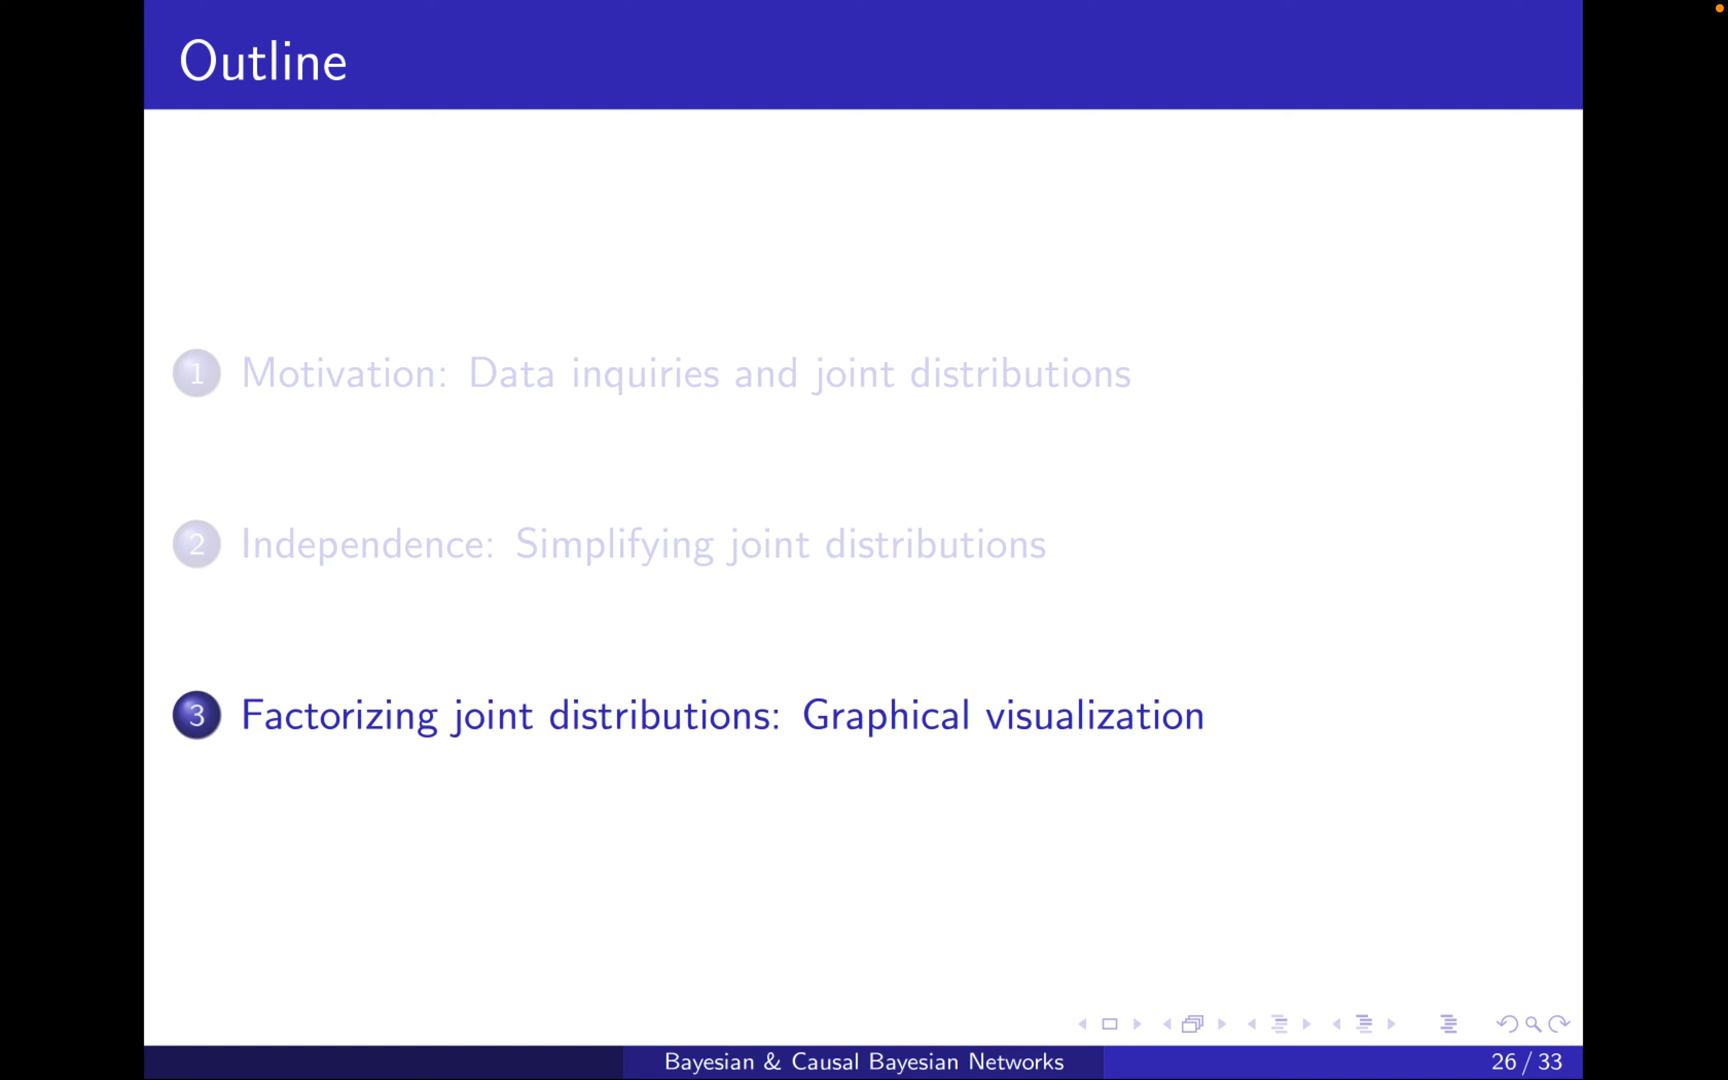 Outline
1 Motivation: Data inquiries and joint distributions
2 Independence: Simplifying joint distributions
3 Factorizing joint distributions: Graphical visualization
Bayesian & Causal Bayesian Networks
26 / 33